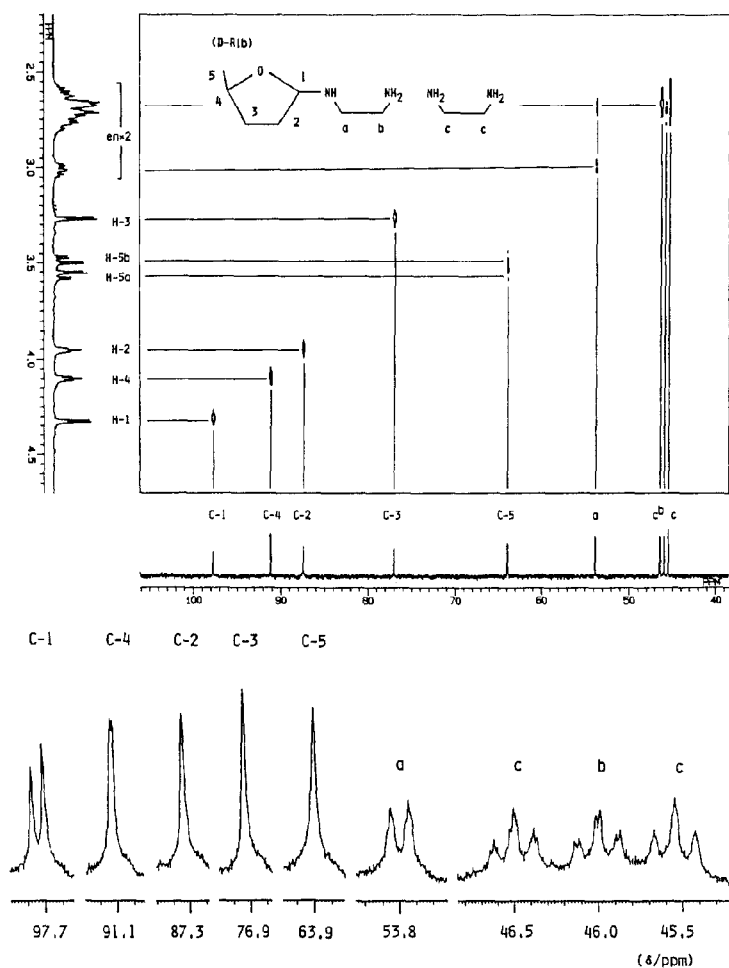 PPM
(D-Rib)
5 O 1
NH NH2 NH2 NH2
4 3 2 a b c c
2.5
en×2
3.0
H-3
H-5b
3.5
H-5a
H-2
4.0
H-4
H-1
4.5
C-1 C-4 C-2 C-3 C-5 a c b c
PPM
100 90 80 70 60 50 40
C-1 C-4 C-2 C-3 C-5
a c b c
97.7 91.1 87.3 76.9 63.9 53.8 46.5 46.0 45.5
(δ/ppm)